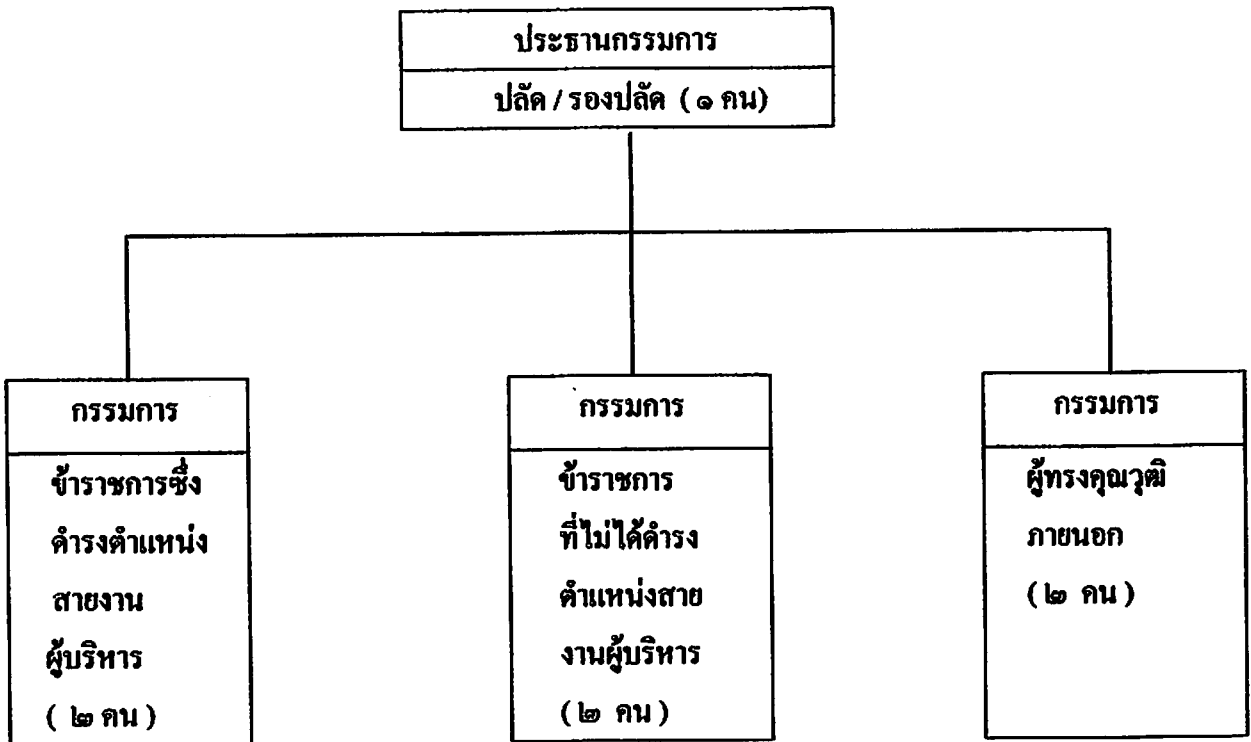 ประธานกรรมการ
ปลัด / รองปลัด ( ๑ คน)
กรรมการ
ข้าราชการซึ่ง
ดำรงตำแหน่ง
สายงาน
ผู้บริหาร
( ๒ คน )
กรรมการ
ข้าราชการ
ที่ไม่ได้ดำรง
ตำแหน่งสาย
งานผู้บริหาร
( ๒ คน )
กรรมการ
ผู้ทรงคุณวุฒิ
ภายนอก
( ๒ คน )